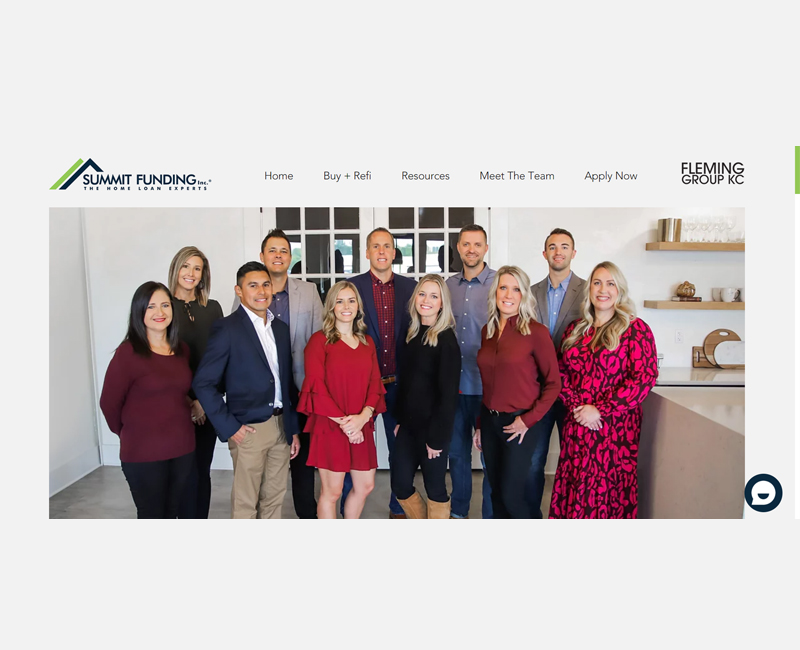 SUMMIT FUNDING Inc.®
THE HOME LOAN EXPERTS
Home
Buy + Refi
Resources
Meet The Team
Apply Now
FLEMING
GROUP KC